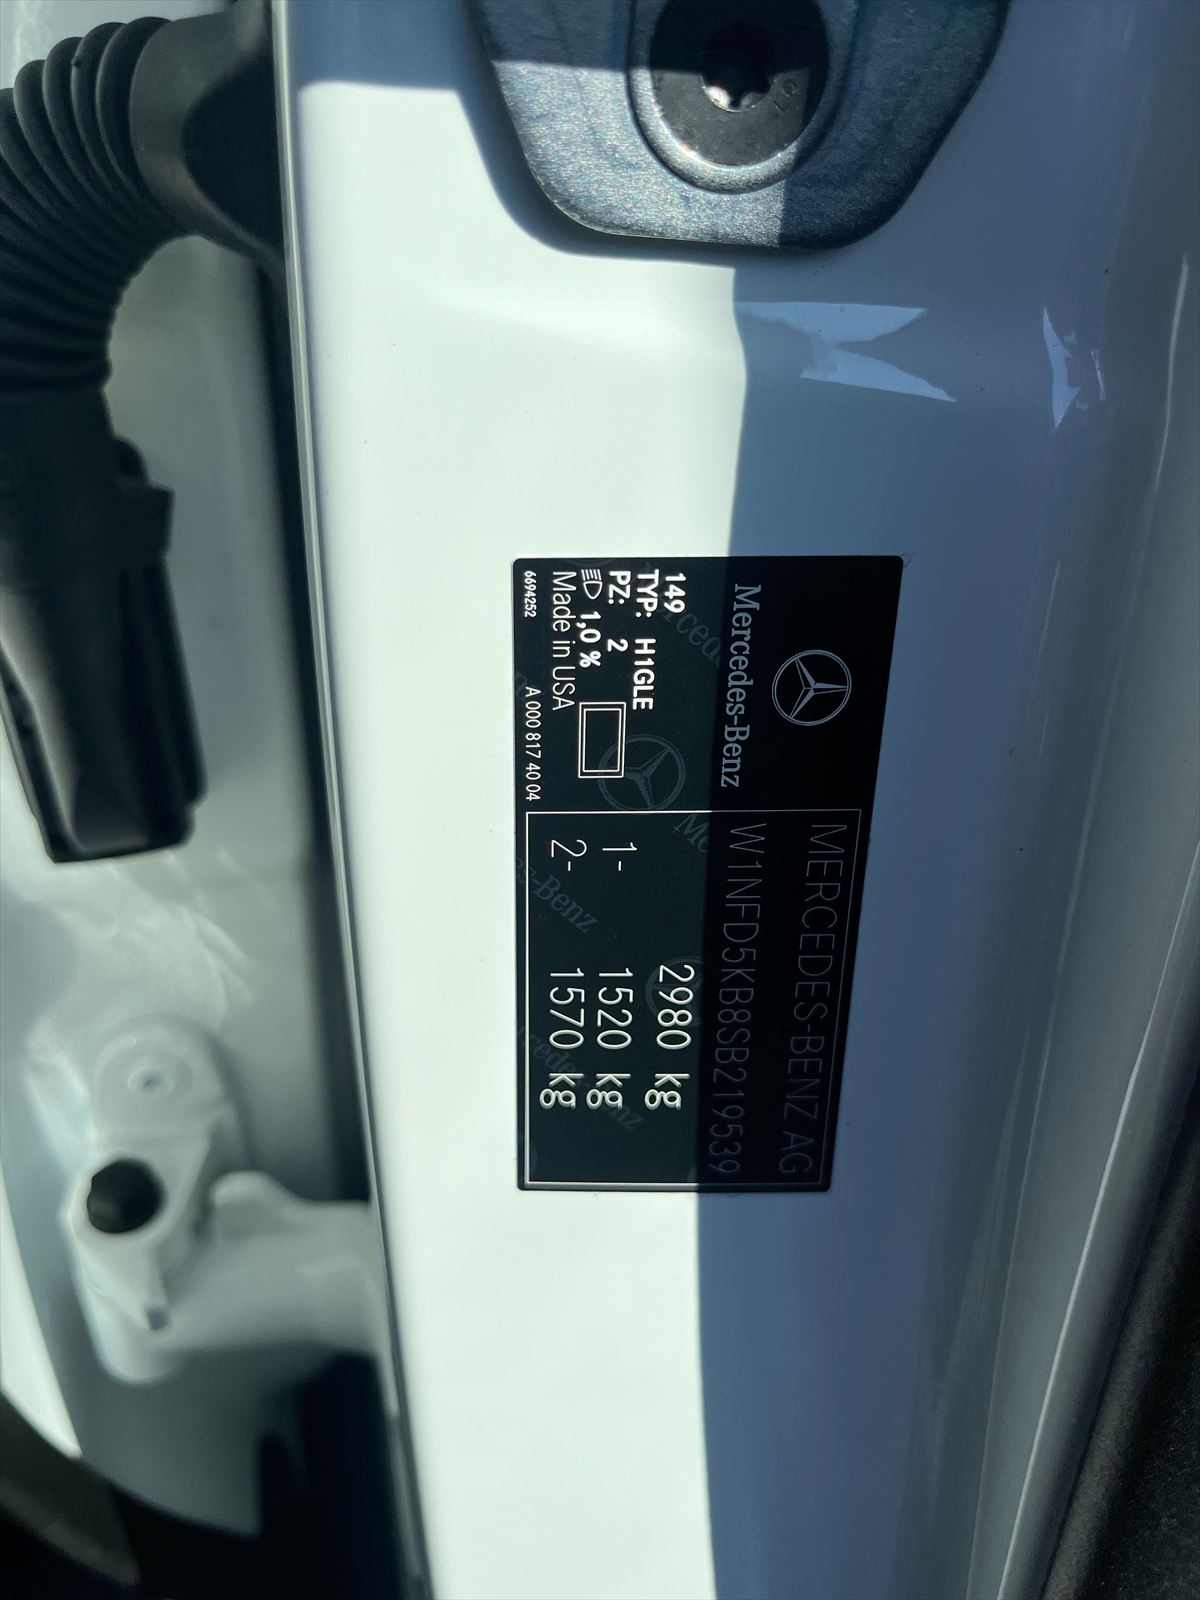 Mercedes-Benz
149
TYP: H1GLE
PZ: 2
1,0 %
Made in USA
6694252 A 000 817 40 04
MERCEDES-BENZ AG
W1NFD5KB8SB219539
2980 kg
1- 1520 kg
2- 1570 kg